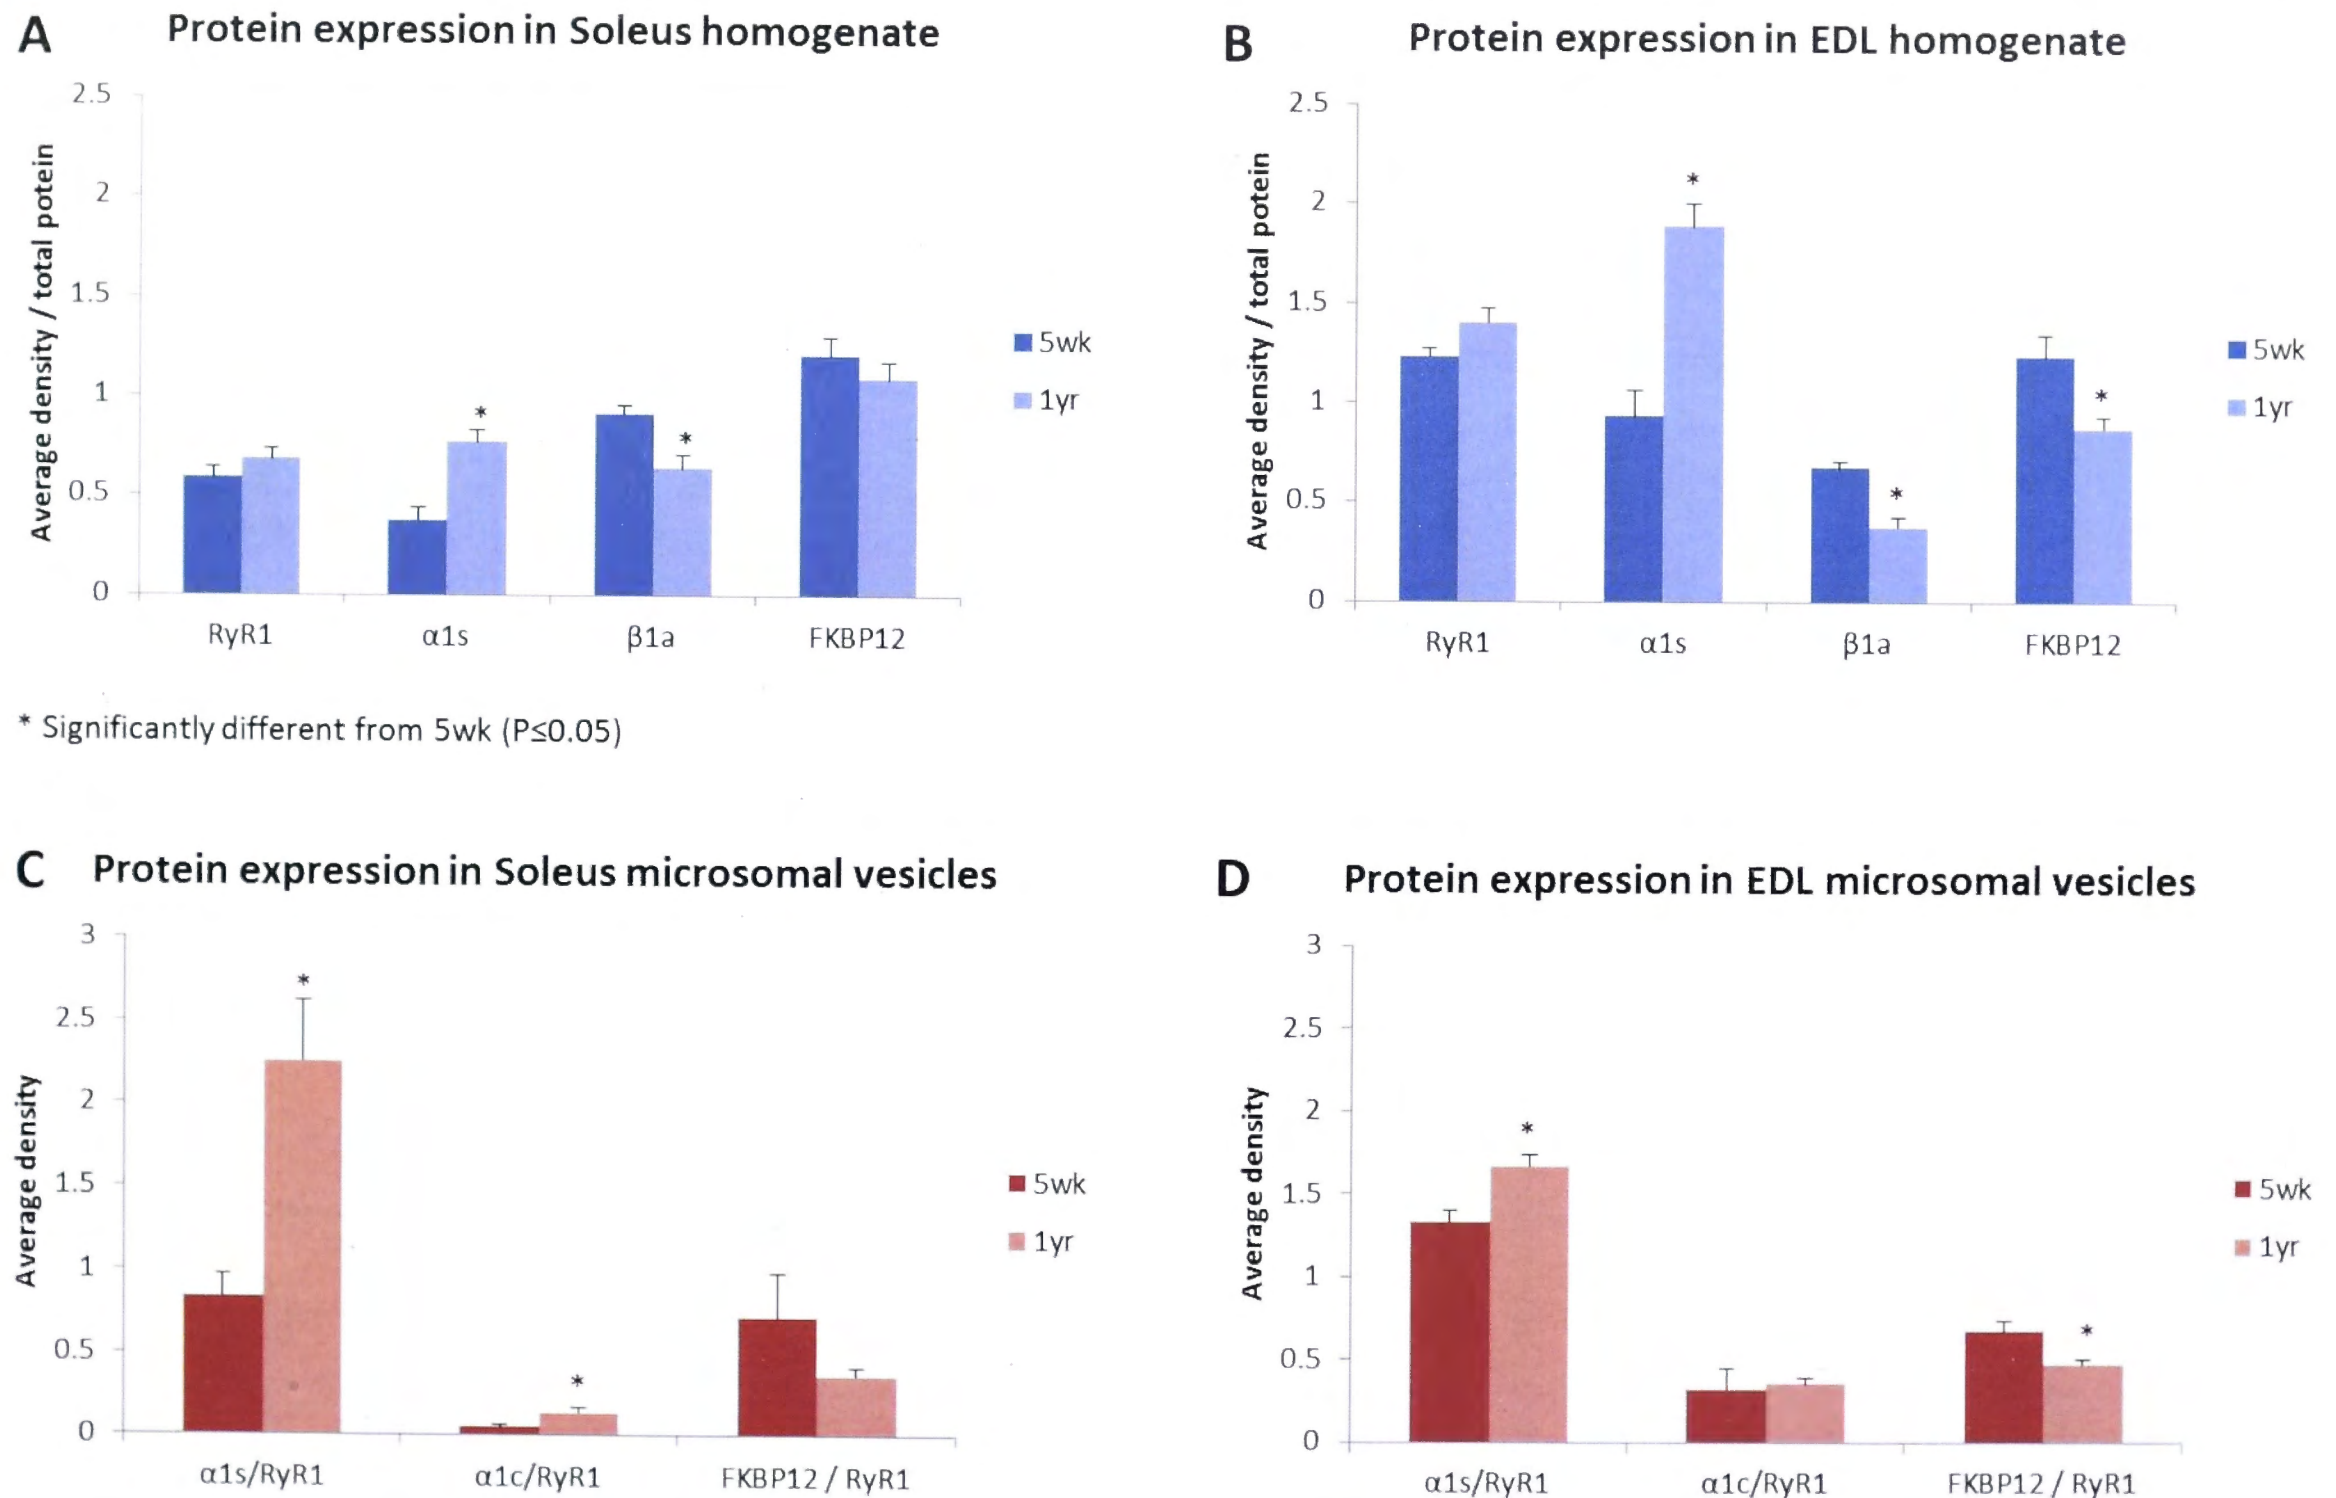 A Protein expression in Soleus homogenate
Average density / total potein
2.5
2
1.5
1
0.5
0
RyR1 α1s β1a FKBP12
5wk
1yr
* *
* Significantly different from 5wk (P≤0.05)
B Protein expression in EDL homogenate
Average density / total potein
2.5
2
1.5
1
0.5
0
RyR1 α1s β1a FKBP12
5wk
1yr
* * *
C Protein expression in Soleus microsomal vesicles
Average density
3
2.5
2
1.5
1
0.5
0
α1s/RyR1 α1c/RyR1 FKBP12 / RyR1
5wk
1yr
* *
D Protein expression in EDL microsomal vesicles
Average density
3
2.5
2
1.5
1
0.5
0
α1s/RyR1 α1c/RyR1 FKBP12 / RyR1
5wk
1yr
* *